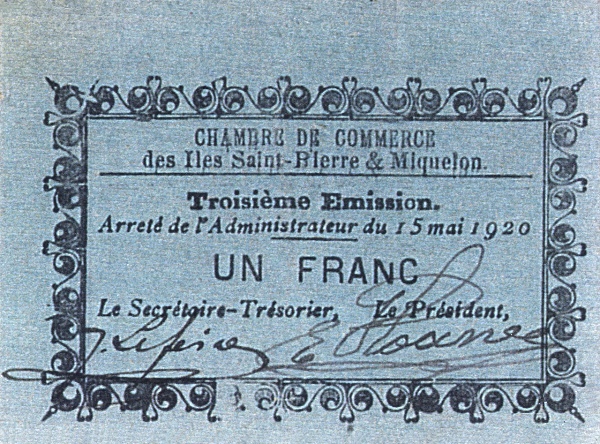 CHAMBRE DE COMMERCE
des Iles Saint-Pierre & Miquelon.
Troisième Emission.
Arreté de l'Administrateur du 15 mai 1920
UN FRANC
Le Secrétaire-Trésorier, Le Président,